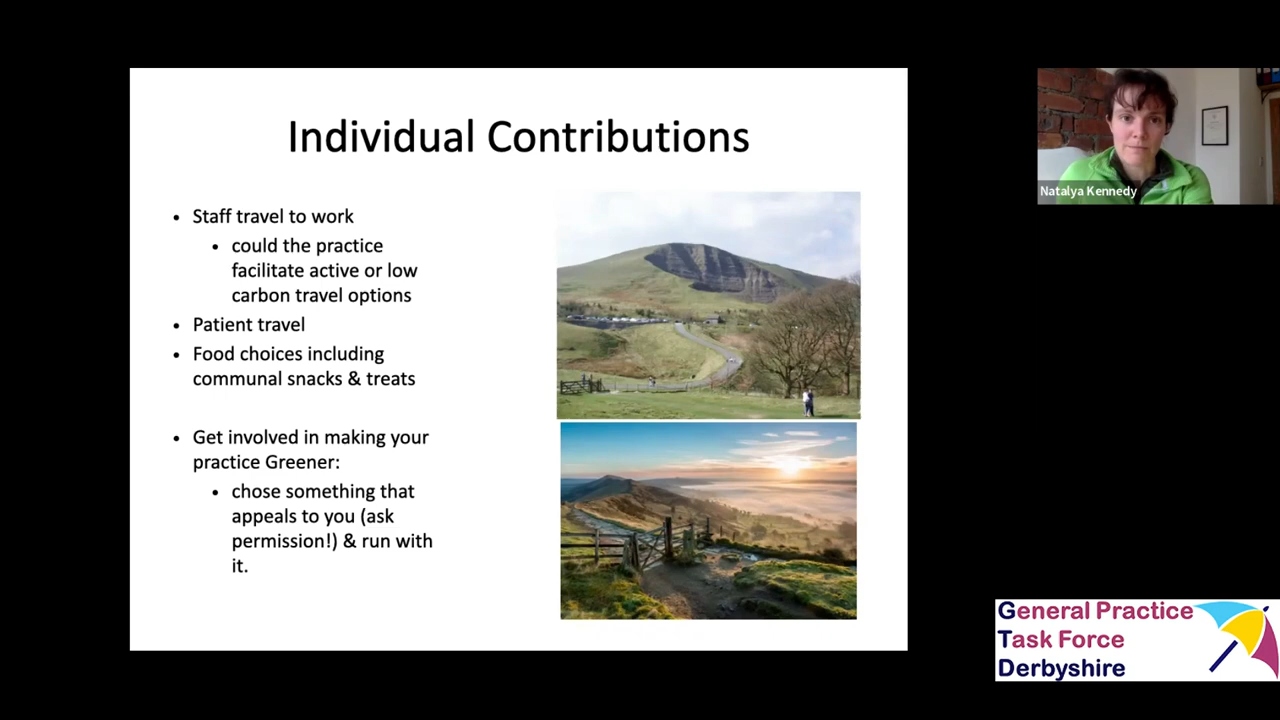 Individual Contributions
• Staff travel to work
• could the practice
facilitate active or low
carbon travel options
• Patient travel
• Food choices including
communal snacks & treats
• Get involved in making your
practice Greener:
• chose something that
appeals to you (ask
permission!) & run with
it.
Natalya Kennedy
General Practice
Task Force
Derbyshire